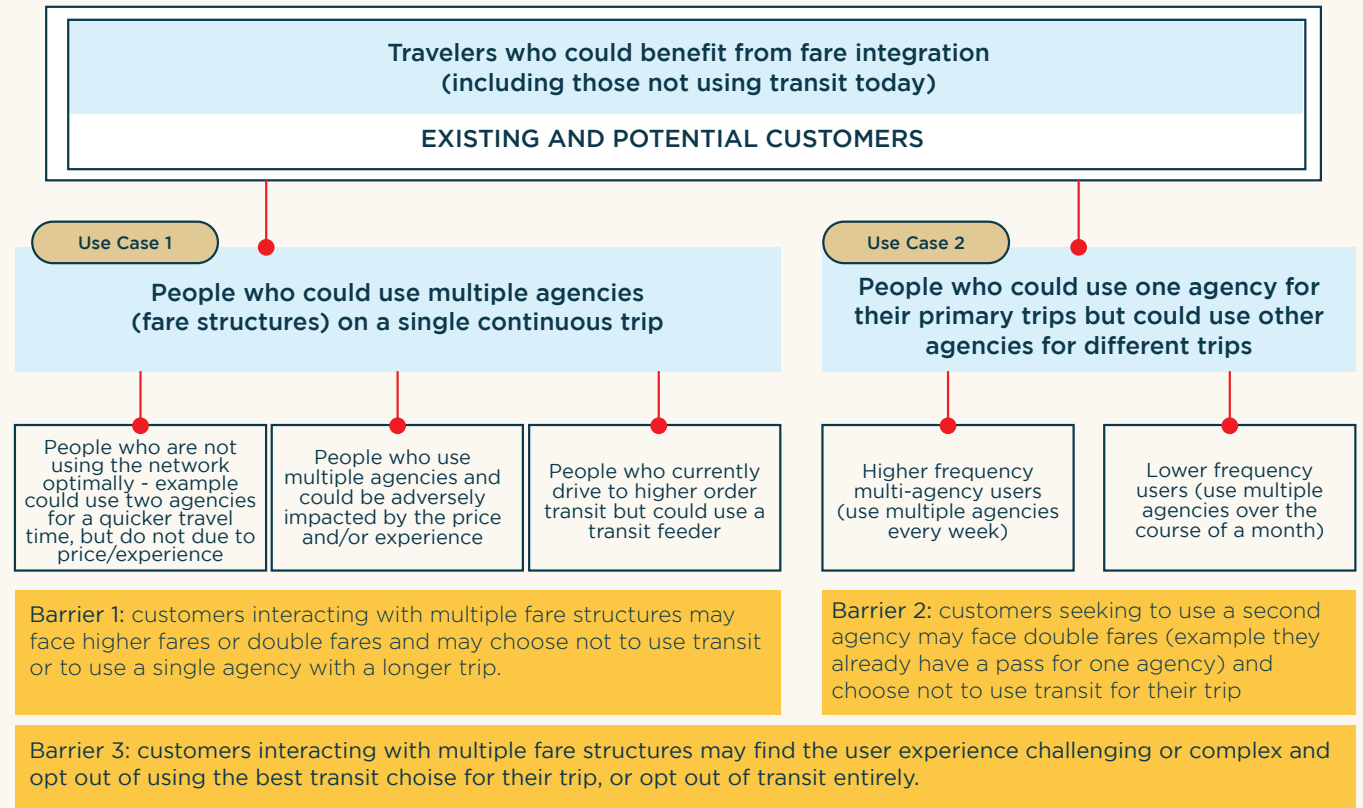 Travelers who could benefit from fare integration
(including those not using transit today)
EXISTING AND POTENTIAL CUSTOMERS
Use Case 1
People who could use multiple agencies
(fare structures) on a single continuous trip
Use Case 2
People who could use one agency for
their primary trips but could use other
agencies for different trips
People who are not
using the network
optimally - example
could use two agencies
for a quicker travel
time, but do not due to
price/experience
People who use
multiple agencies and
could be adversely
impacted by the price
and/or experience
People who currently
drive to higher order
transit but could use a
transit feeder
Higher frequency
multi-agency users
(use multiple agencies
every week)
Lower frequency
users (use multiple
agencies over the
course of a month)
Barrier 1: customers interacting with multiple fare structures may
face higher fares or double fares and may choose not to use transit
or to use a single agency with a longer trip.
Barrier 2: customers seeking to use a second
agency may face double fares (example they
already have a pass for one agency) and
choose not to use transit for their trip
Barrier 3: customers interacting with multiple fare structures may find the user experience challenging or complex and
opt out of using the best transit choise for their trip, or opt out of transit entirely.